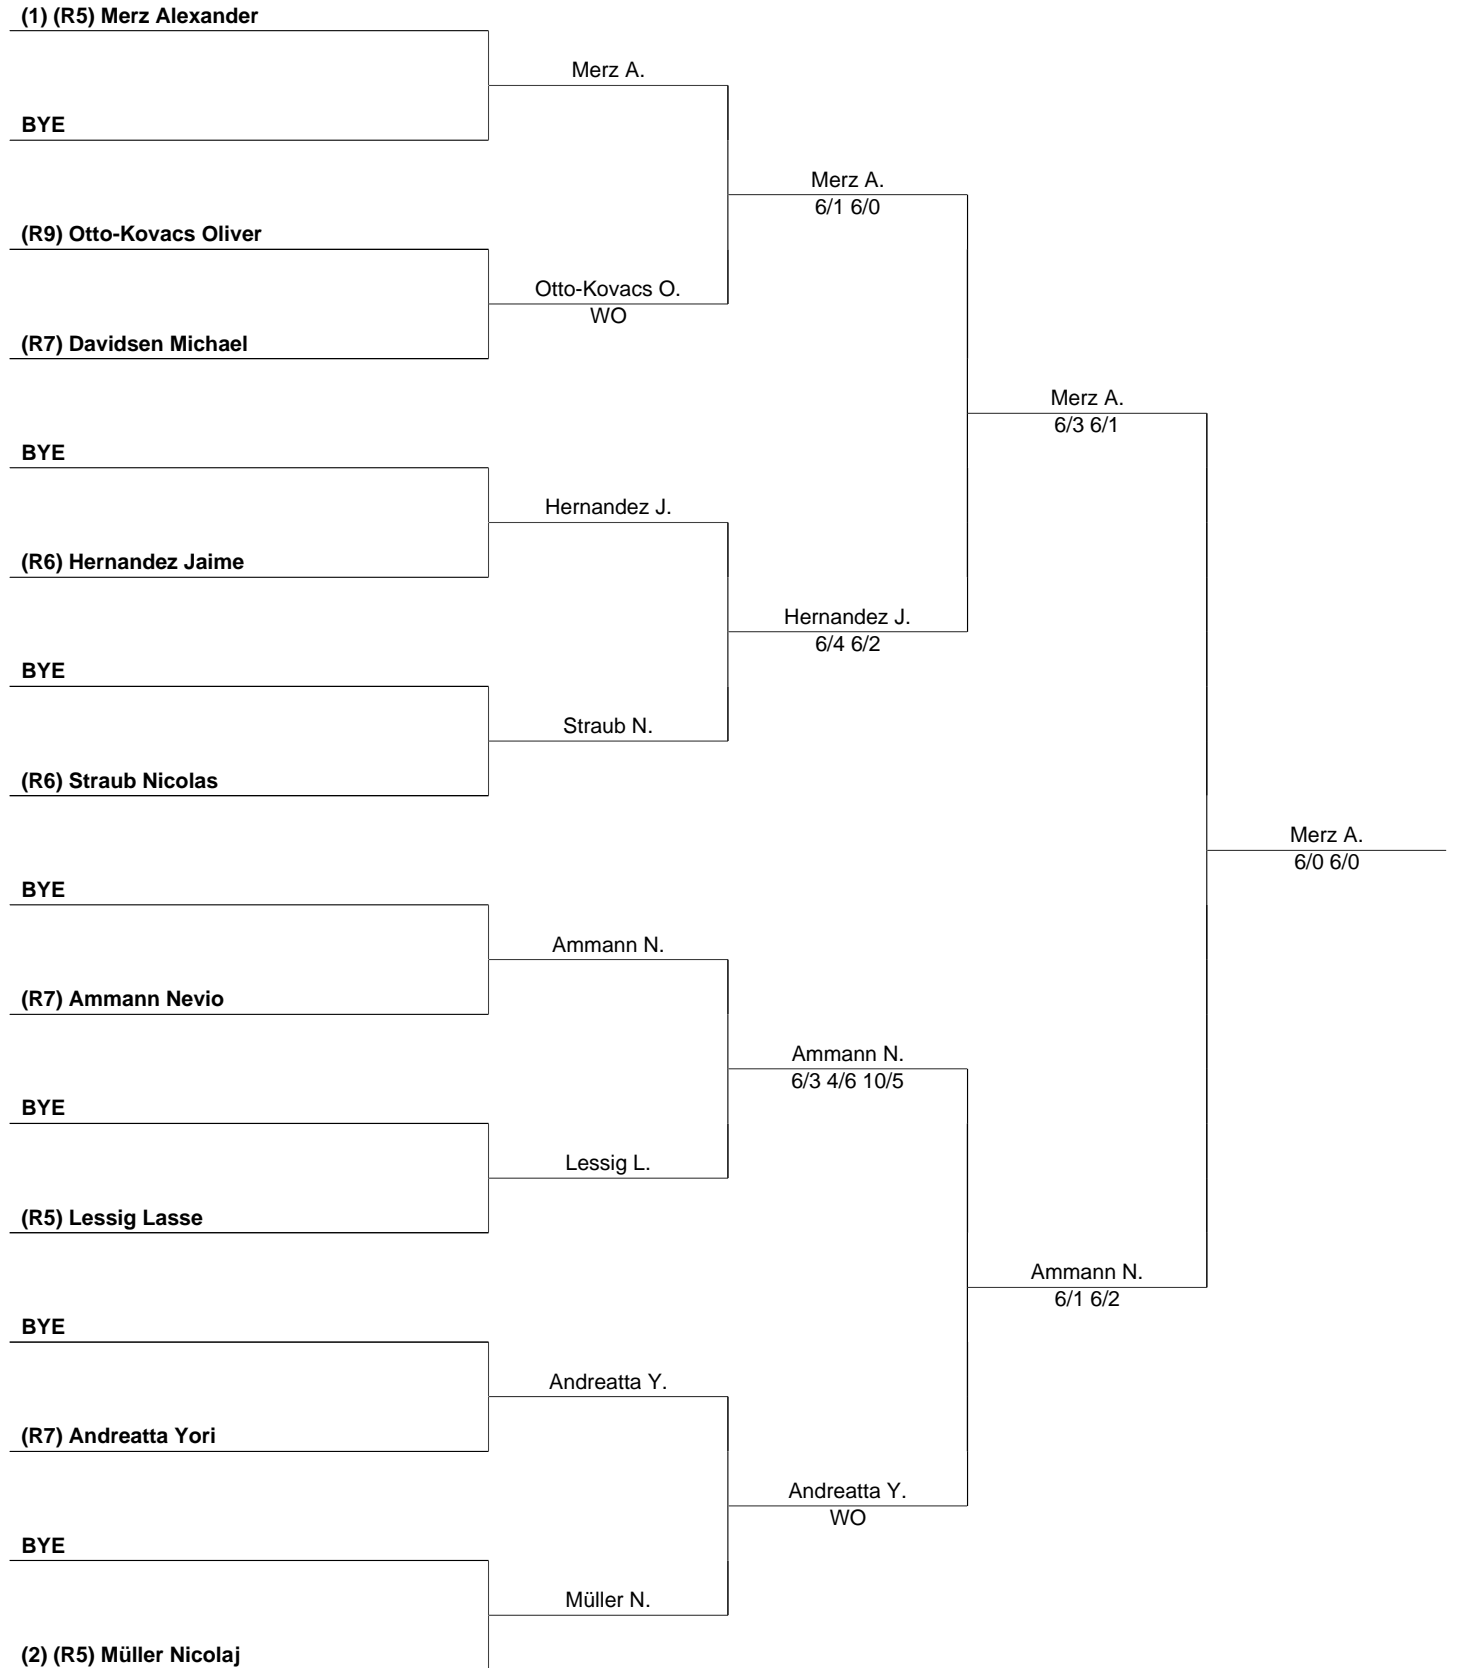 (1) (R5) Merz Alexander
Merz A.
BYE
Merz A.
6/1 6/0
(R9) Otto-Kovacs Oliver
Otto-Kovacs O.
WO
(R7) Davidsen Michael
Merz A.
6/3 6/1
BYE
Hernandez J.
(R6) Hernandez Jaime
Hernandez J.
6/4 6/2
BYE
Straub N.
(R6) Straub Nicolas
Merz A.
6/0 6/0
BYE
Ammann N.
(R7) Ammann Nevio
Ammann N.
6/3 4/6 10/5
BYE
Lessig L.
(R5) Lessig Lasse
Ammann N.
6/1 6/2
BYE
Andreatta Y.
(R7) Andreatta Yori
Andreatta Y.
WO
BYE
Müller N.
(2) (R5) Müller Nicolaj